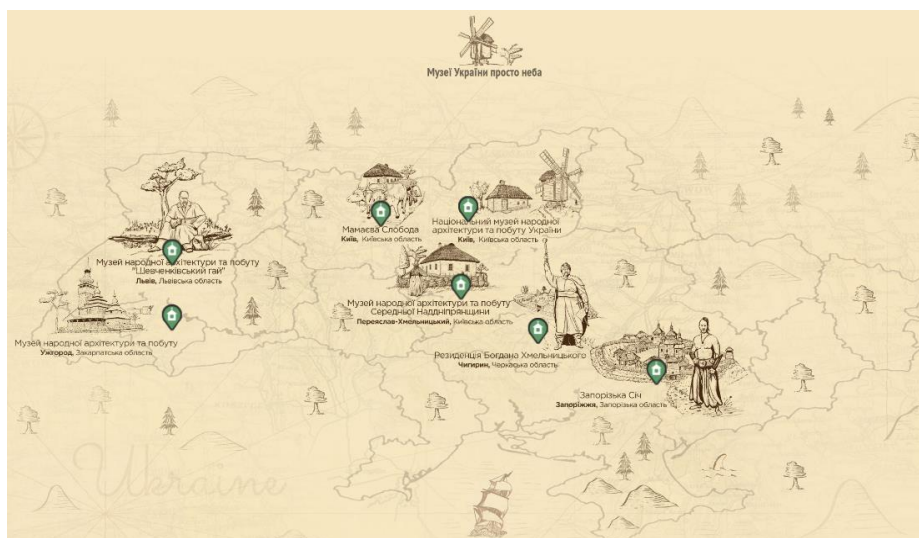 Музеї України просто неба
Мамаєва Слобода
Київ, Київська область
Національний музей народної
архітектури та побуту України
Київ, Київська область
Музей народної архітектури та побуту
"Шевченківський гай"
Львів, Львівська область
Музей народної архітектури та побуту
Середньої Наддніпрянщини
Переяслав-Хмельницький, Київська область
Музей народної архітектури та побуту
Ужгород, Закарпатська область
Резиденція Богдана Хмельницького
Чигирин, Черкаська область
Запорізька Січ
Запоріжжя, Запорізька область
Ukraine